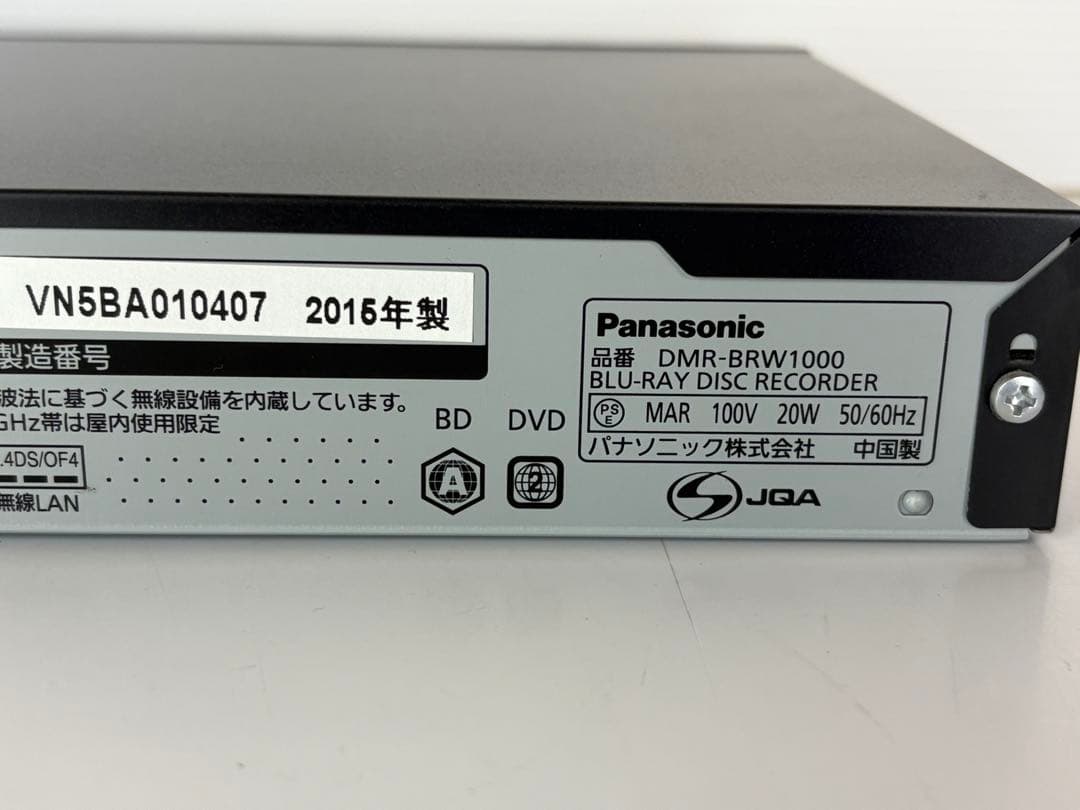 VN5BA010407 2015年製
製造番号
波法に基づく無線設備を内蔵しています。
GHz帯は屋内使用限定
.4DS/OF4
無線LAN
BD DVD
A 2
Panasonic
品番 DMR-BRW1000
BLU-RAY DISC RECORDER
PSE MAR 100V 20W 50/60Hz
パナソニック株式会社 中国製
JQA